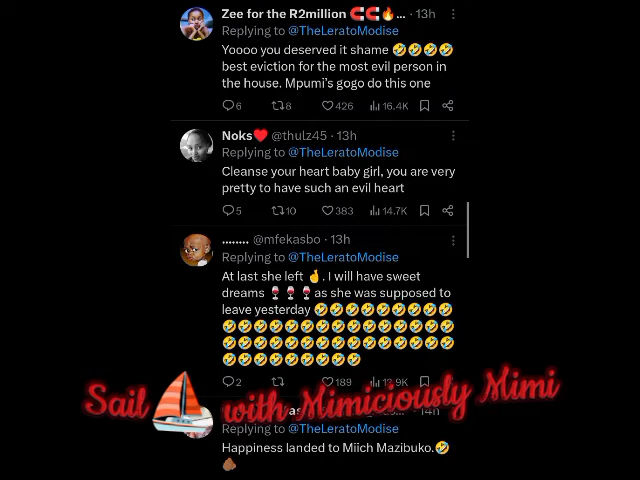 Zee for the R2million 🧲🧲🔥... · 13h
Replying to @TheLeratoModise
Yoooo you deserved it shame 🤣🤣🤣🤣
best eviction for the most evil person in
the house. Mpumi's gogo do this one
6 8 426 16.4K
Noks❤️ @thulz45 · 13h
Replying to @TheLeratoModise
Cleanse your heart baby girl, you are very
pretty to have such an evil heart
5 10 383 14.7K
........ @mfekasbo · 13h
Replying to @TheLeratoModise
At last she left 🤞. I will have sweet
dreams 🍷🍷🍷as she was supposed to
leave yesterday 🤣🤣🤣🤣🤣🤣🤣🤣🤣
🤣🤣🤣🤣🤣🤣🤣🤣🤣🤣🤣🤣🤣🤣🤣
🤣🤣🤣🤣🤣🤣🤣🤣🤣🤣🤣🤣🤣🤣🤣
🤣🤣🤣🤣🤣🤣🤣🤣🤣
2 189
Sail with Mimiciously Mimi
14h
Replying to @TheLeratoModise
Happiness landed to Miich Mazibuko.🤣